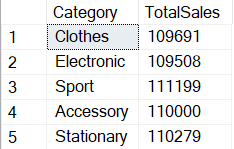 Category TotalSales
1 Clothes 109691
2 Electronic 109508
3 Sport 111199
4 Accessory 110000
5 Stationary 110279